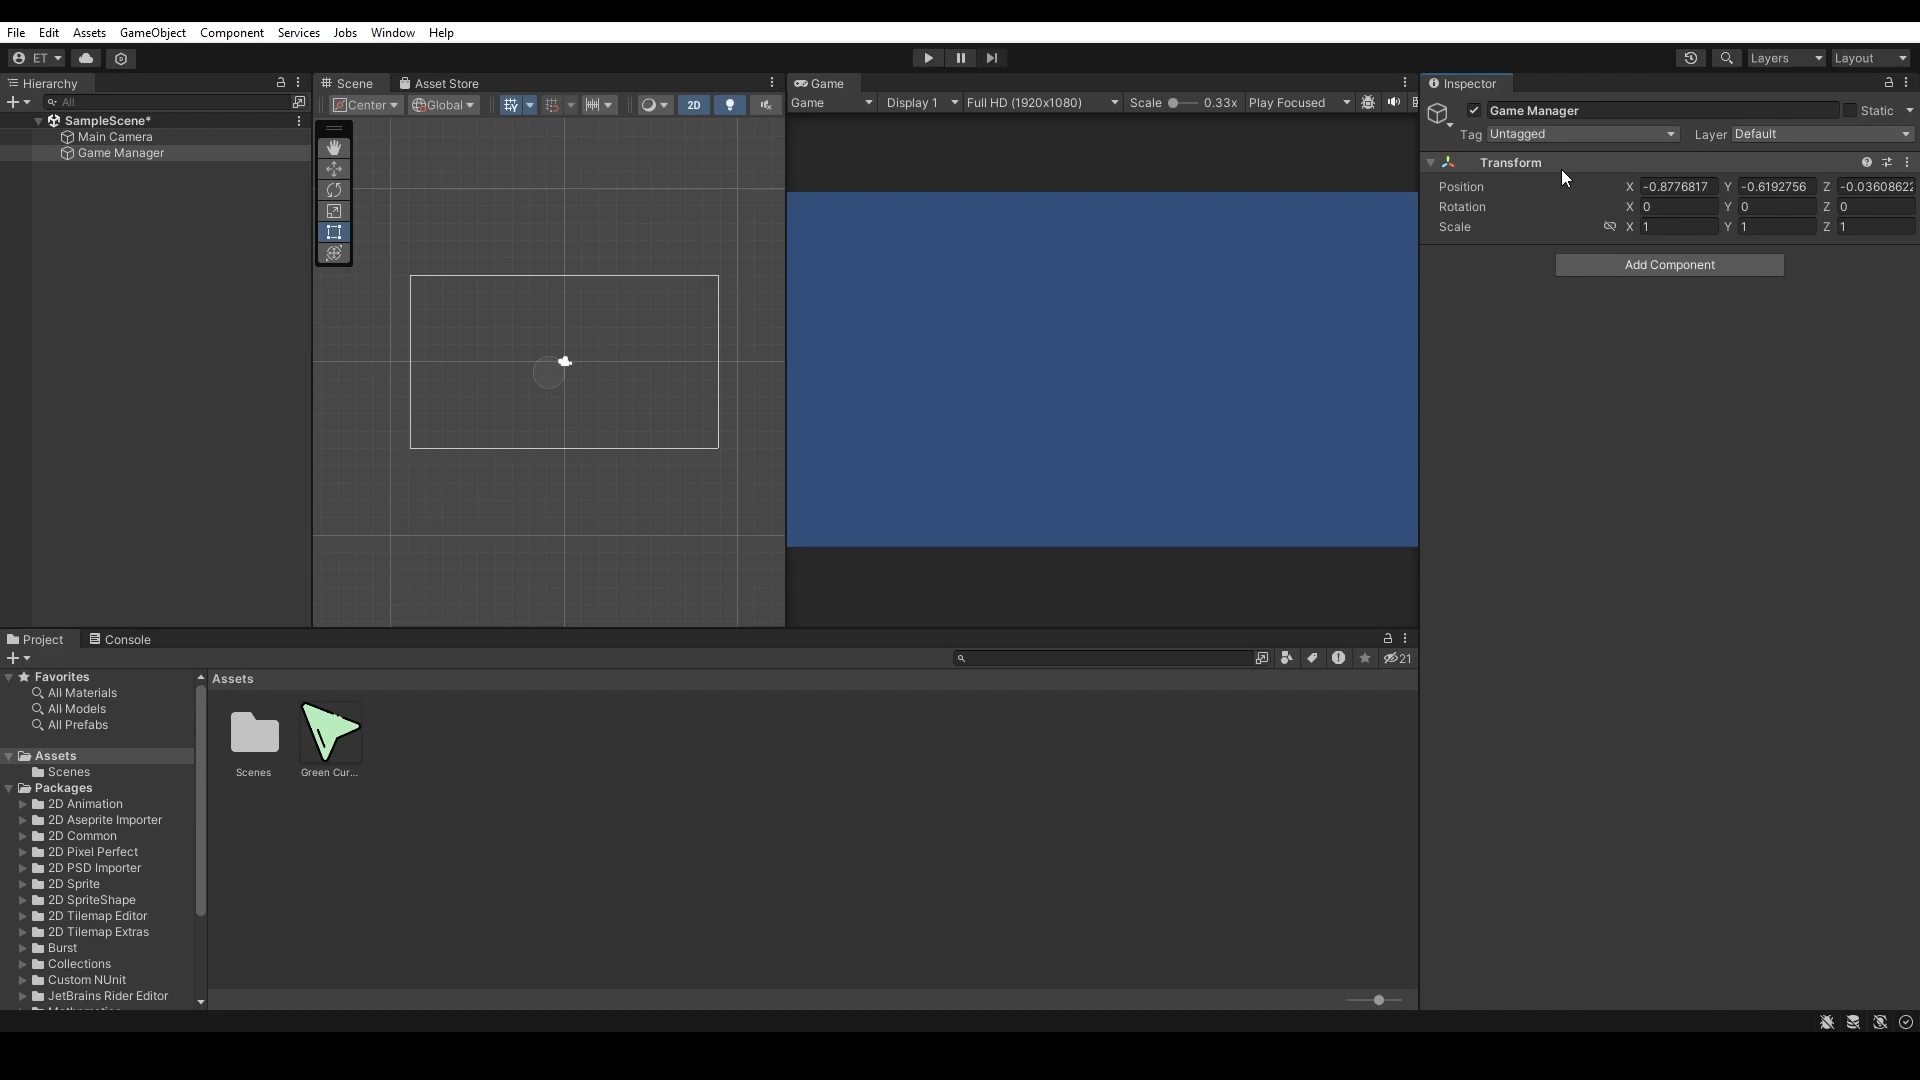 File Edit Assets GameObject Component Services Jobs Window Help
ET Layers Layout
Hierarchy
All
SampleScene*
Main Camera
Game Manager
Scene Asset Store
Center Global 2D
Game
Game Display 1 Full HD (1920x1080) Scale 0.33x Play Focused
Inspector
Game Manager Static
Tag Untagged Layer Default
Transform
Position X -0.8776817 Y -0.6192756 Z -0.03608622
Rotation X 0 Y 0 Z 0
Scale X 1 Y 1 Z 1
Add Component
Project Console
21
Favorites
All Materials
All Models
All Prefabs
Assets
Scenes
Packages
2D Animation
2D Aseprite Importer
2D Common
2D Pixel Perfect
2D PSD Importer
2D Sprite
2D SpriteShape
2D Tilemap Editor
2D Tilemap Extras
Burst
Collections
Custom NUnit
JetBrains Rider Editor
Assets
Scenes Green Cur...